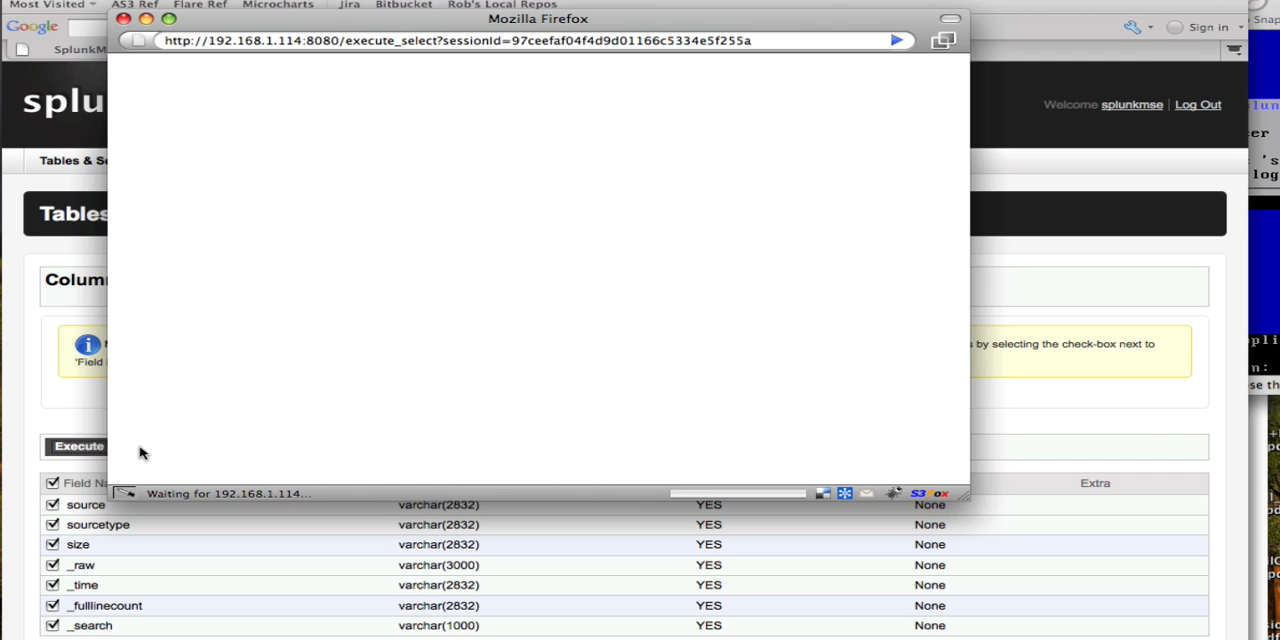 Most Visited AS3 Ref Flare Ref Microcharts Jira Bitbucket Rob's Local Repos
Mozilla Firefox
Google
Sign in
Snap
http://192.168.1.114:8080/execute_select?sessionId=97ceefaf04f4d9d01166c5334e5f255a
SplunkM
splu
Welcome splunkmse | Log Out
Tables & Se
Tables
Colum
s by selecting the check-box next to
'Field
Execute
Field Na
Extra
Waiting for 192.168.1.114...
S3Fox
source varchar(2832) YES None
sourcetype varchar(2832) YES None
size varchar(2832) YES None
_raw varchar(3000) YES None
_time varchar(2832) YES None
_fulllinecount varchar(2832) YES None
_search varchar(1000) YES None